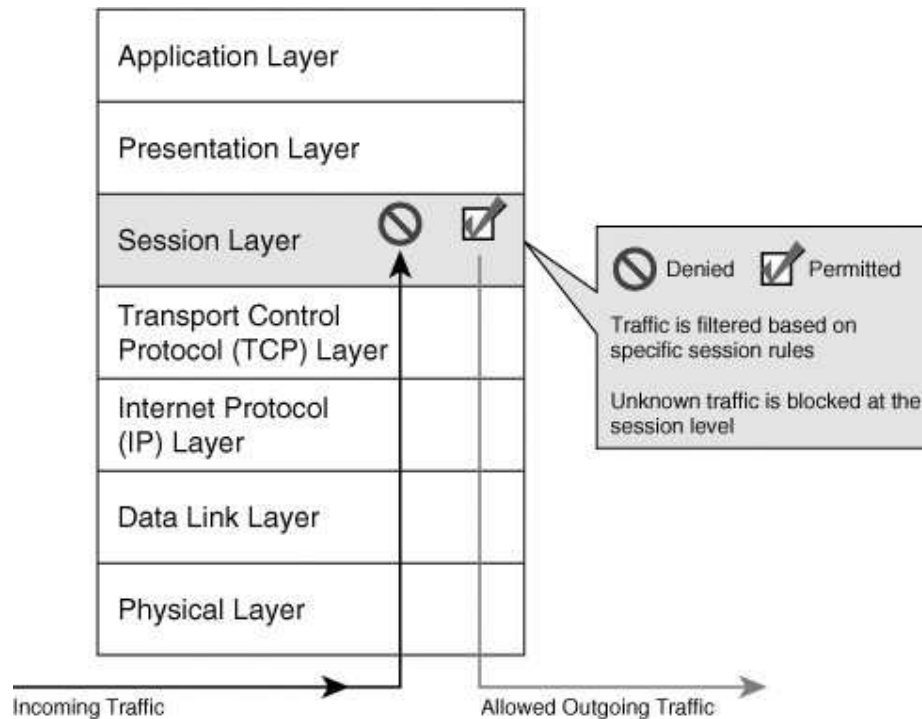 Application Layer
Presentation Layer
Session Layer
Denied
Permitted
Traffic is filtered based on
specific session rules
Unknown traffic is blocked at the
session level
Transport Control
Protocol (TCP) Layer
Internet Protocol
(IP) Layer
Data Link Layer
Physical Layer
Incoming Traffic
Allowed Outgoing Traffic